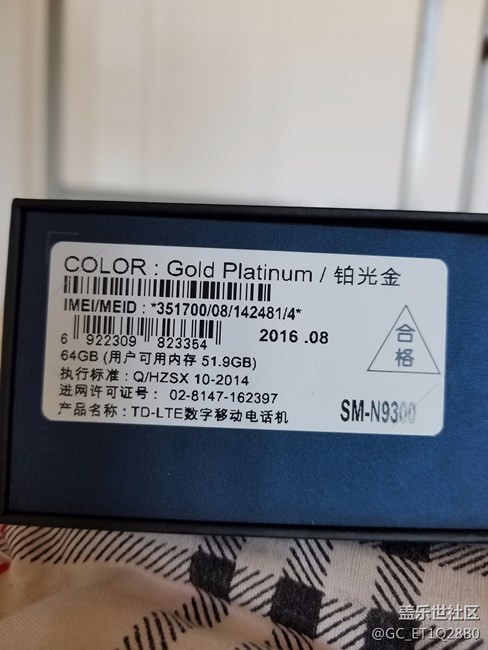 COLOR : Gold Platinum / 铂光金
IMEI/MEID : *351700/08/142481/4*
6 922309 823354
2016 .08
合格
64GB (用户可用内存 51.9GB)
执行标准 : Q/HZSX 10-2014
进网许可证号 : 02-8147-162397
产品名称 : TD-LTE数字移动电话机
SM-N9300
盖乐世社区
@GC_ET1Q28B0